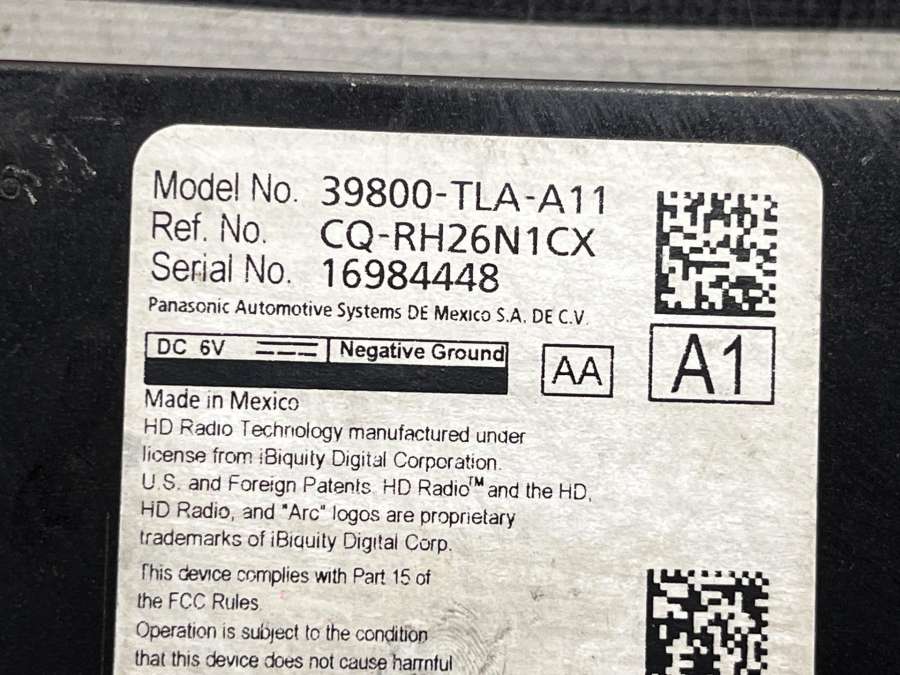 Model No. 39800-TLA-A11
Ref. No. CQ-RH26N1CX
Serial No. 16984448
Panasonic Automotive Systems DE Mexico S.A. DE C.V.
DC 6V Negative Ground
AA
A1
Made in Mexico
HD Radio Technology manufactured under
license from iBiquity Digital Corporation.
U.S. and Foreign Patents. HD Radio™ and the HD,
HD Radio, and "Arc" logos are proprietary
trademarks of iBiquity Digital Corp.
This device complies with Part 15 of
the FCC Rules
Operation is subject to the condition
that this device does not cause harmful